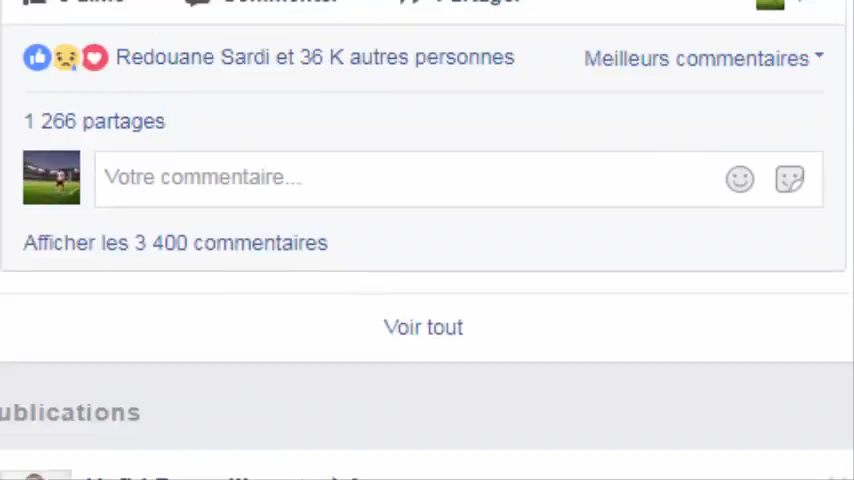 Redouane Sardi et 36 K autres personnes
Meilleurs commentaires
1 266 partages
Votre commentaire...
Afficher les 3 400 commentaires
Voir tout
ublications